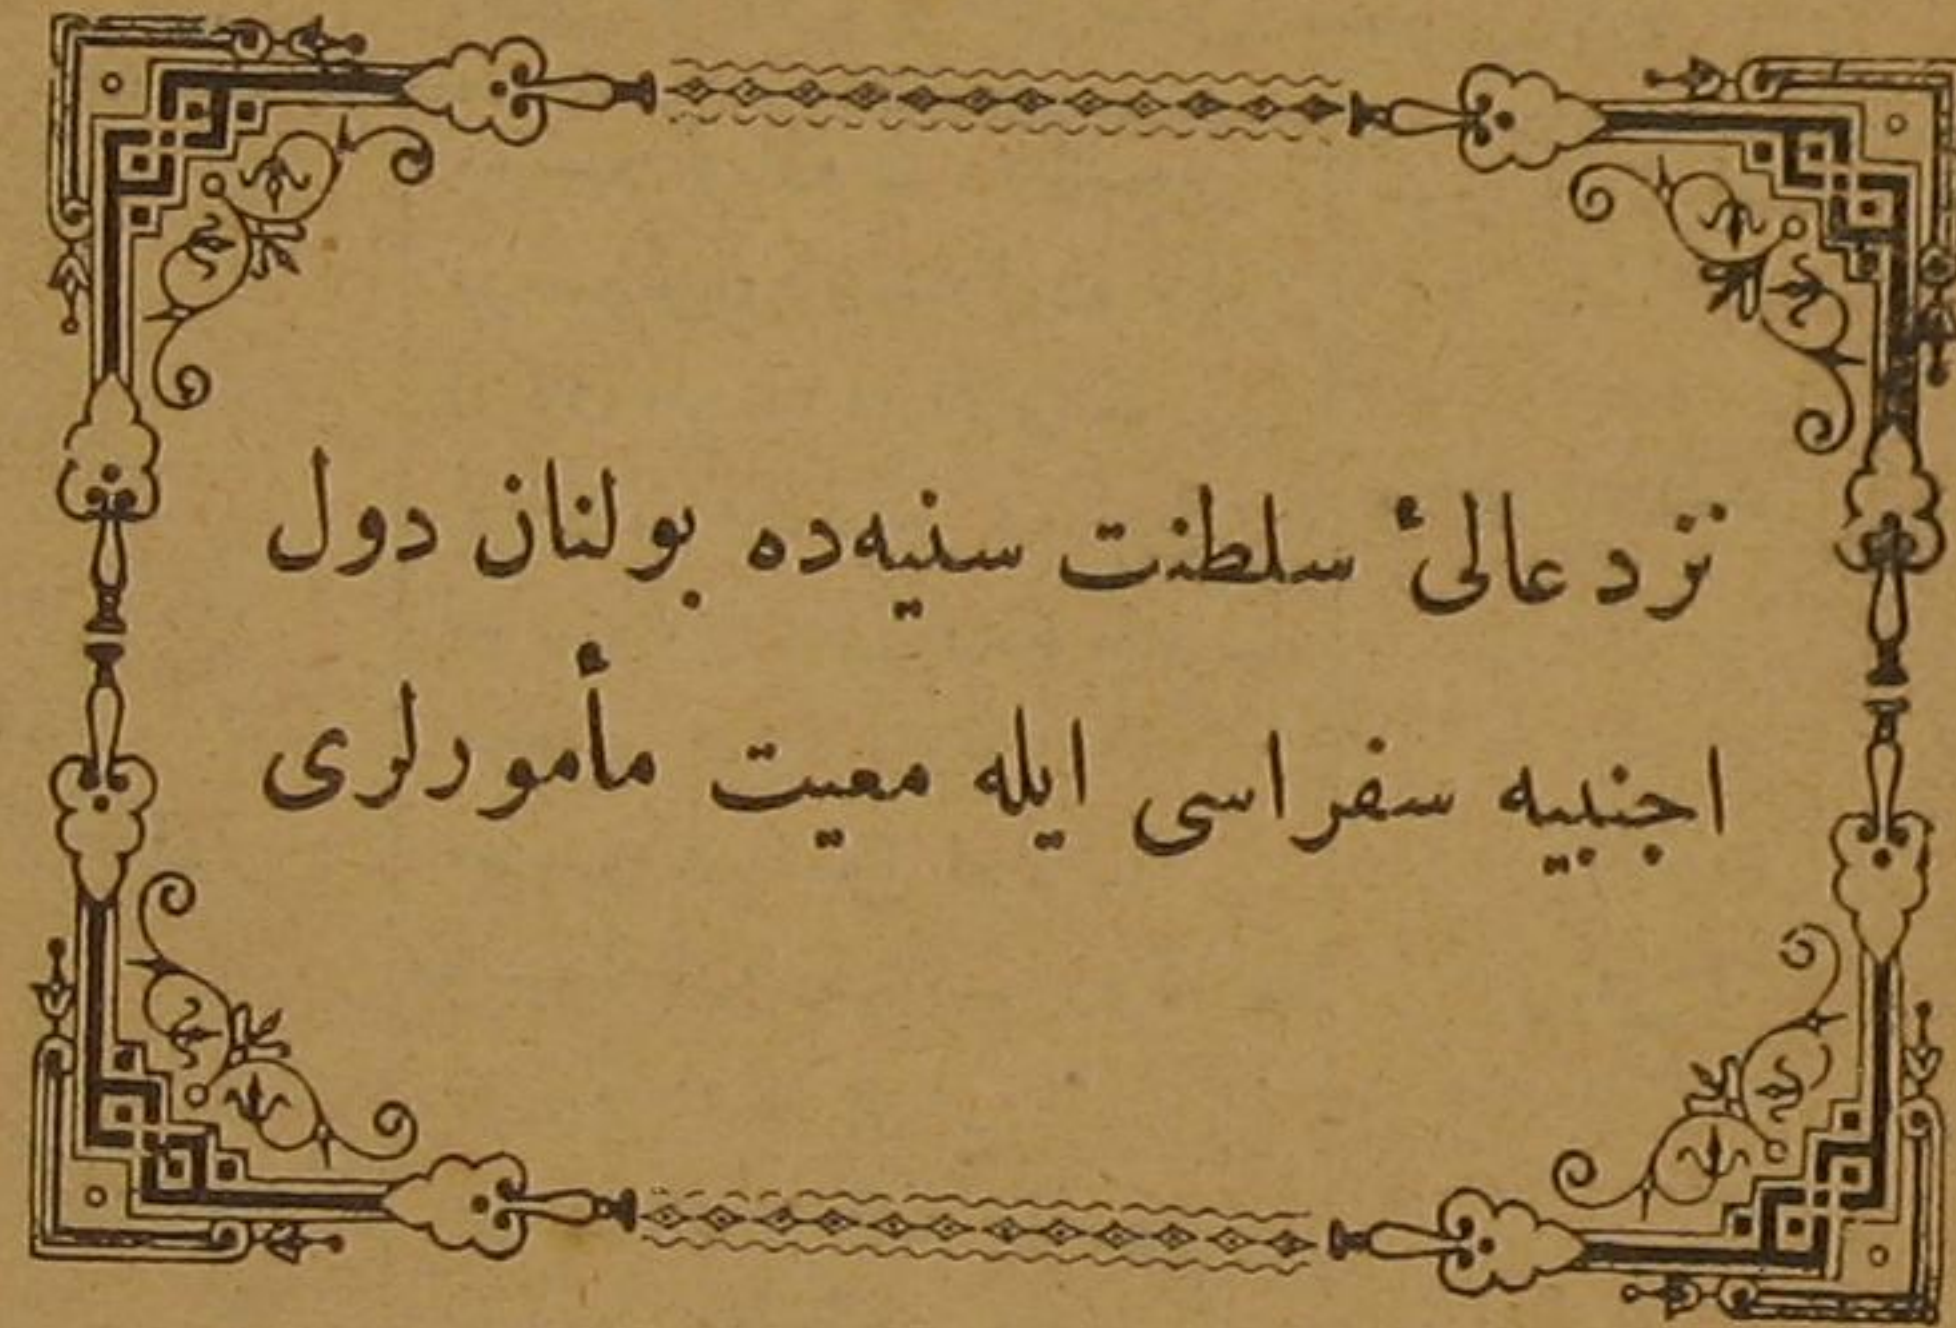 نزد عالیٔ سلطنت سنیه‌ده بولنان دول
اجنبیه سفراسی ایله معیت مأمورلری